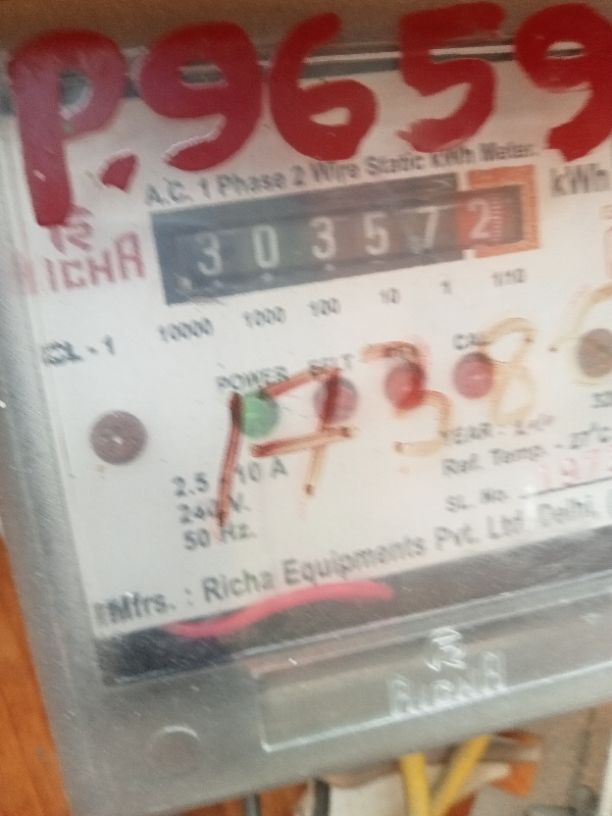 P.9659
A.C. 1 Phase 2 Wire Static kWh Meter.
kWh
303572
RICHA
10000 1000 100 10 1 1/10
CL - 1
POWER CAL
2.5 10 A
240 V.
50 Hz.
YEAR -
Ref. Temp. - 27°c
SL. No.
Mfrs. : Richa Equipments Pvt. Ltd. Delhi,
RICHA